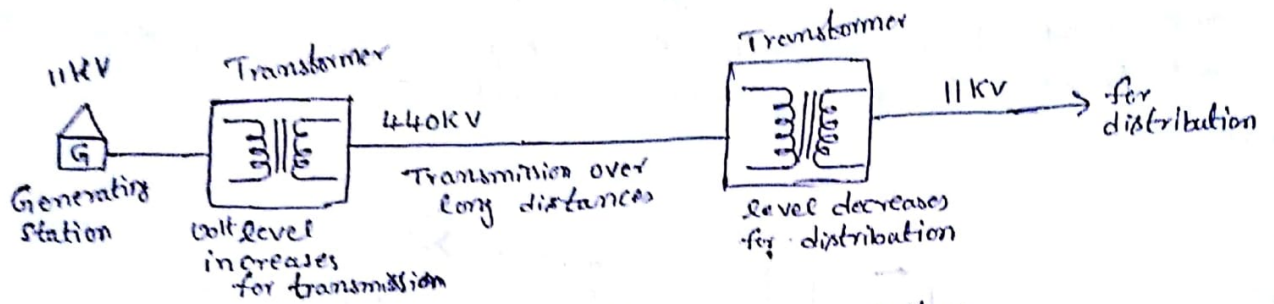 11KV
G
Generating
Station
Transformer
volt level
increases
for transmission
440KV
Transmission over
long distances
Transformer
level decreases
for distribution
11KV
for
distribution